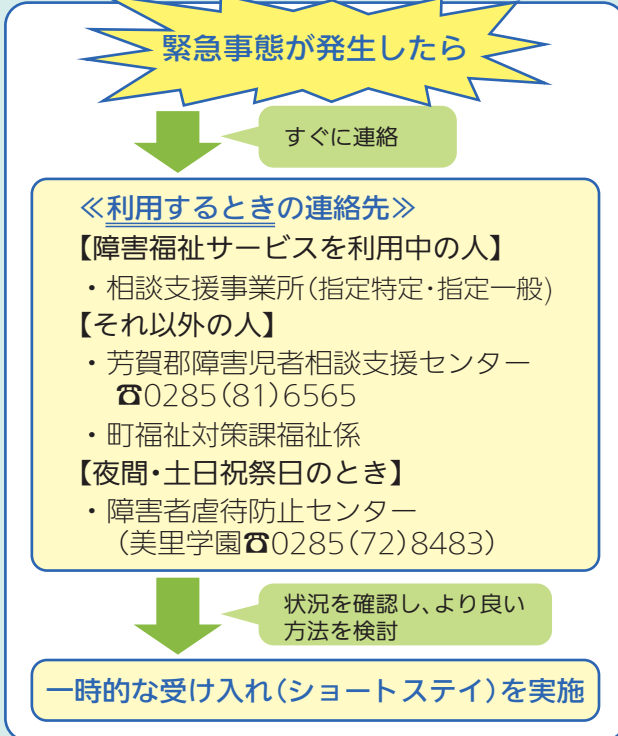 緊急事態が発生したら
すぐに連絡
≪利用するときの連絡先≫
【障害福祉サービスを利用中の人】
・相談支援事業所(指定特定・指定一般)
【それ以外の人】
・芳賀郡障害児者相談支援センター
☎0285(81)6565
・町福祉対策課福祉係
【夜間・土日祝祭日のとき】
・障害者虐待防止センター
(美里学園☎0285(72)8483)
状況を確認し、より良い
方法を検討
一時的な受け入れ(ショートステイ)を実施